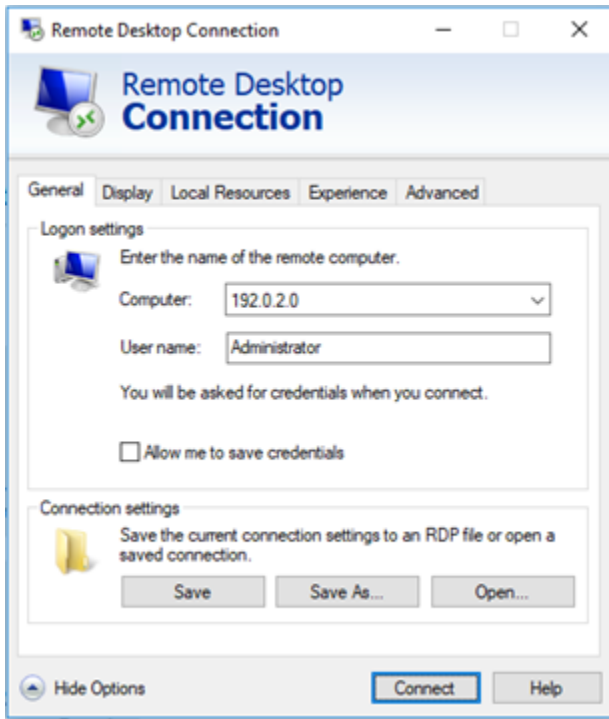 Remote Desktop Connection
Remote Desktop
Connection
General Display Local Resources Experience Advanced
Logon settings
Enter the name of the remote computer.
Computer: 192.0.2.0
User name: Administrator
You will be asked for credentials when you connect.
Allow me to save credentials
Connection settings
Save the current connection settings to an RDP file or open a
saved connection.
Save Save As... Open...
Hide Options Connect Help